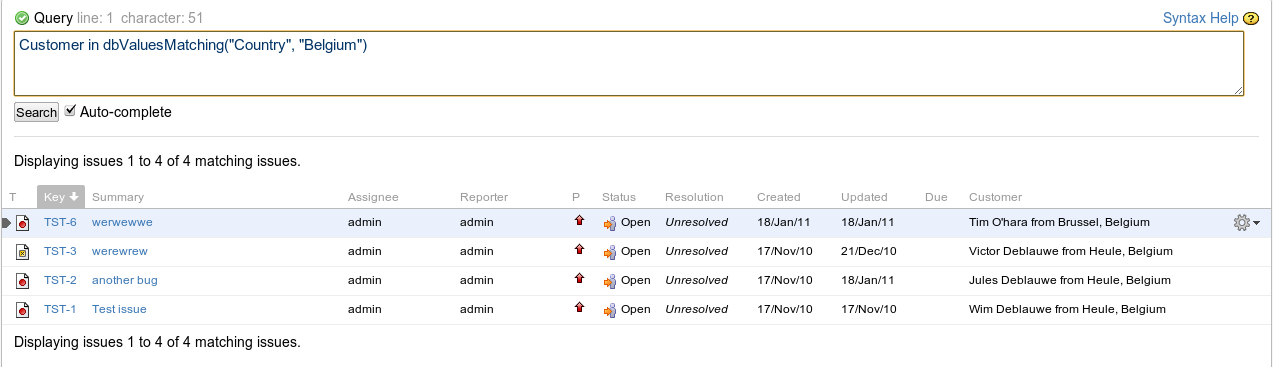 Query line: 1 character: 51 Syntax Help ?
Customer in dbValuesMatching("Country", "Belgium")
Search Auto-complete
Displaying issues 1 to 4 of 4 matching issues.
T Key Summary Assignee Reporter P Status Resolution Created Updated Due Customer
TST-6 werwewwe admin admin Open Unresolved 18/Jan/11 18/Jan/11 Tim O'hara from Brussel, Belgium
TST-3 werewrew admin admin Open Unresolved 17/Nov/10 21/Dec/10 Victor Deblauwe from Heule, Belgium
TST-2 another bug admin admin Open Unresolved 17/Nov/10 18/Jan/11 Jules Deblauwe from Heule, Belgium
TST-1 Test issue admin admin Open Unresolved 17/Nov/10 17/Nov/10 Wim Deblauwe from Heule, Belgium
Displaying issues 1 to 4 of 4 matching issues.